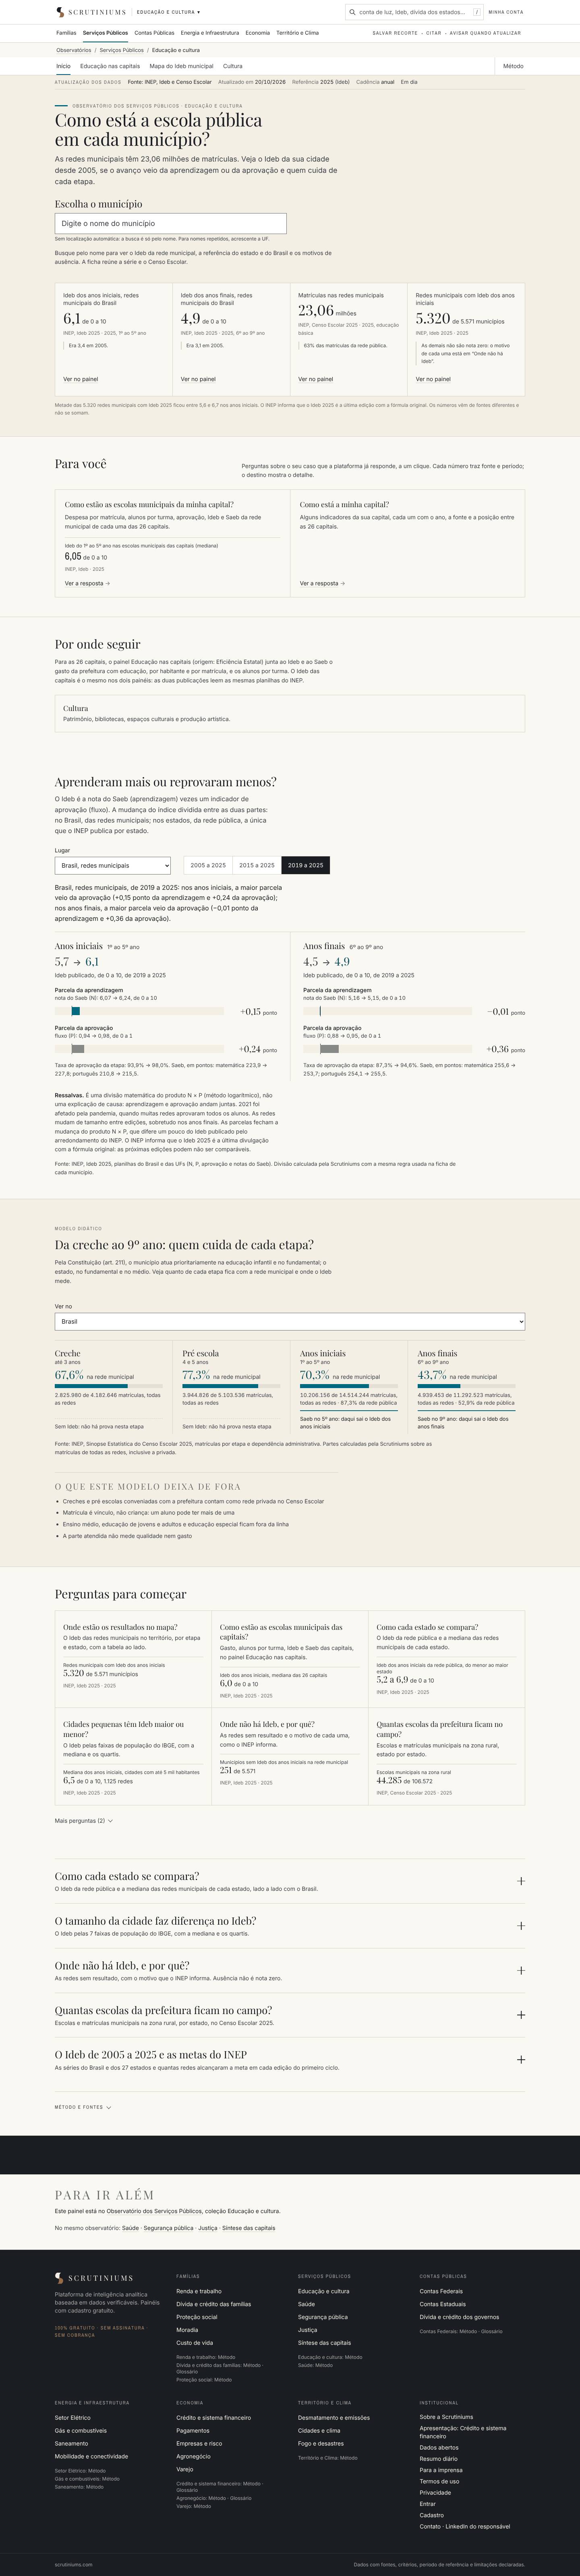 SCRUTINIUMS
EDUCAÇÃO E CULTURA
conta de luz, Ideb, dívida dos estados...
/
MINHA CONTA
Famílias
Serviços Públicos
Contas Públicas
Energia e Infraestrutura
Economia
Território e Clima
SALVAR RECORTE
CITAR
AVISAR QUANDO ATUALIZAR
Observatórios / Serviços Públicos / Educação e cultura
Início
Educação nas capitais
Mapa do Ideb municipal
Cultura
Método
ATUALIZAÇÃO DOS DADOS
Fonte: INEP, Ideb e Censo Escolar
Atualizado em 20/10/2026
Referência 2025 (Ideb)
Cadência anual
Em dia
OBSERVATÓRIO DOS SERVIÇOS PÚBLICOS · EDUCAÇÃO E CULTURA
Como está a escola pública
em cada município?
As redes municipais têm 23,06 milhões de matrículas. Veja o Ideb da sua cidade
desde 2005, se o avanço veio da aprendizagem ou da aprovação e quem cuida de
cada etapa.
Escolha o município
Digite o nome do município
Sem localização automática: a busca é só pelo nome. Para nomes repetidos, acrescente a UF.
Busque pelo nome para ver o Ideb da rede municipal, a referência do estado e do Brasil e os motivos de
ausência. A ficha reúne a série e o Censo Escolar.
Ideb dos anos iniciais, redes
municipais do Brasil
6,1 de 0 a 10
INEP, Ideb 2025 · 2025, 1º ao 5º ano
Era 3,4 em 2005.
Ver no painel
Ideb dos anos finais, redes
municipais do Brasil
4,9 de 0 a 10
INEP, Ideb 2025 · 2025, 6º ao 9º ano
Era 3,1 em 2005.
Ver no painel
Matrículas nas redes municipais
23,06 milhões
INEP, Censo Escolar 2025 · 2025, educação
básica
63% das matrículas da rede pública.
Ver no painel
Redes municipais com Ideb dos anos
iniciais
5.320 de 5.571 municípios
INEP, Ideb 2025 · 2025
As demais não são nota zero: o motivo
de cada uma está em "Onde não há
Ideb".
Ver no painel
Metade das 5.320 redes municipais com Ideb 2025 ficou entre 5,6 e 6,7 nos anos iniciais. O INEP informa que o Ideb 2025 é a última edição com a fórmula original. Os números vêm de fontes diferentes e
não se somam.
Para você
Perguntas sobre o seu caso que a plataforma já responde, a um clique. Cada número traz fonte e período;
o destino mostra o detalhe.
Como estão as escolas municipais da minha capital?
Despesa por matrícula, alunos por turma, aprovação, Ideb e Saeb da rede
municipal de cada uma das 26 capitais.
Ideb do 1º ao 5º ano nas escolas municipais das capitais (mediana)
6,05 de 0 a 10
INEP, Ideb · 2025
Ver a resposta →
Como está a minha capital?
Alguns indicadores da sua capital, cada um com o ano, a fonte e a posição entre
as 26 capitais.
Ver a resposta →
Por onde seguir
Para as 26 capitais, o painel Educação nas capitais (origem: Eficiência Estatal) junta ao Ideb e ao Saeb o
gasto da prefeitura com educação, por habitante e por matrícula, e os alunos por turma. O Ideb das
capitais é o mesmo nos dois painéis: as duas publicações leem as mesmas planilhas do INEP.
Cultura
Patrimônio, bibliotecas, espaços culturais e produção artística.
Aprenderam mais ou reprovaram menos?
O Ideb é a nota do Saeb (aprendizagem) vezes um indicador de
aprovação (fluxo). A mudança do índice dividida entre as duas partes:
no Brasil, das redes municipais; nos estados, da rede pública, a única
que o INEP publica por estado.
Lugar
Brasil, redes municipais
2005 a 2025
2015 a 2025
2019 a 2025
Brasil, redes municipais, de 2019 a 2025: nos anos iniciais, a maior parcela
veio da aprovação (+0,15 ponto da aprendizagem e +0,24 da aprovação);
nos anos finais, a maior parcela veio da aprovação (−0,01 ponto da
aprendizagem e +0,36 da aprovação).
Anos iniciais 1º ao 5º ano
5,7 → 6,1
Ideb publicado, de 0 a 10, de 2019 a 2025
Parcela da aprendizagem
nota do Saeb (N): 6,07 → 6,24, de 0 a 10
+0,15 ponto
Parcela da aprovação
fluxo (P): 0,94 → 0,98, de 0 a 1
+0,24 ponto
Taxa de aprovação da etapa: 93,9% → 98,0%. Saeb, em pontos: matemática 223,9 →
227,8; português 210,8 → 215,5.
Anos finais 6º ao 9º ano
4,5 → 4,9
Ideb publicado, de 0 a 10, de 2019 a 2025
Parcela da aprendizagem
nota do Saeb (N): 5,16 → 5,15, de 0 a 10
−0,01 ponto
Parcela da aprovação
fluxo (P): 0,88 → 0,95, de 0 a 1
+0,36 ponto
Taxa de aprovação da etapa: 87,3% → 94,6%. Saeb, em pontos: matemática 255,6 →
253,7; português 254,1 → 255,5.
Ressalvas. É uma divisão matemática do produto N × P (método logarítmico), não
uma explicação de causa: aprendizagem e aprovação andam juntas. 2021 foi
afetado pela pandemia, quando muitas redes aprovaram todos os alunos. As redes
mudam de tamanho entre edições, sobretudo nos anos finais. As parcelas fecham a
mudança do produto N × P, que difere um pouco do Ideb publicado pelo
arredondamento do INEP. O INEP informa que o Ideb 2025 é a última divulgação
com a fórmula original: as próximas edições podem não ser comparáveis.
Fonte: INEP, Ideb 2025, planilhas do Brasil e das UFs (N, P, aprovação e notas do Saeb). Divisão calculada pela Scrutiniums com a mesma regra usada na ficha de
cada município.
MODELO DIDÁTICO
Da creche ao 9º ano: quem cuida de cada etapa?
Pela Constituição (art. 211), o município atua prioritariamente na educação infantil e no fundamental; o
estado, no fundamental e no médio. Veja quanto de cada etapa fica com a rede municipal e onde o Ideb
mede.
Ver no
Brasil
Creche
até 3 anos
67,6% na rede municipal
2.825.980 de 4.182.646 matrículas, todas
as redes
Sem Ideb: não há prova nesta etapa
Pré escola
4 e 5 anos
77,3% na rede municipal
3.944.826 de 5.103.536 matrículas,
todas as redes
Sem Ideb: não há prova nesta etapa
Anos iniciais
1º ao 5º ano
70,3% na rede municipal
10.206.156 de 14.514.244 matrículas,
todas as redes · 87,3% da rede pública
Saeb no 5º ano: daqui sai o Ideb dos
anos iniciais
Anos finais
6º ao 9º ano
43,7% na rede municipal
4.938.453 de 11.292.523 matrículas,
todas as redes · 52,9% da rede pública
Saeb no 9º ano: daqui sai o Ideb dos
anos finais
Fonte: INEP, Sinopse Estatística do Censo Escolar 2025, matrículas por etapa e dependência administrativa. Partes calculadas pela Scrutiniums sobre as
matrículas de todas as redes, inclusive a privada.
O QUE ESTE MODELO DEIXA DE FORA
Creches e pré escolas conveniadas com a prefeitura contam como rede privada no Censo Escolar
Matrícula é vínculo, não criança: um aluno pode ter mais de uma
Ensino médio, educação de jovens e adultos e educação especial ficam fora da linha
A parte atendida não mede qualidade nem gasto
Perguntas para começar
Onde estão os resultados no mapa?
O Ideb das redes municipais no território, por etapa
e estado, com a tabela ao lado.
Redes municipais com Ideb dos anos iniciais
5.320 de 5.571 municípios
INEP, Ideb 2025 · 2025
Como estão as escolas municipais das
capitais?
Gasto, alunos por turma, Ideb e Saeb das capitais,
no painel Educação nas capitais.
Ideb dos anos iniciais, mediana das 26 capitais
6,0 de 0 a 10
INEP, Ideb 2025 · 2025
Como cada estado se compara?
O Ideb da rede pública e a mediana das redes
municipais de cada estado.
Ideb dos anos iniciais da rede pública, do menor ao maior
estado
5,2 a 6,9 de 0 a 10
INEP, Ideb 2025 · 2025
Cidades pequenas têm Ideb maior ou
menor?
O Ideb pelas faixas de população do IBGE, com a
mediana e os quartis.
Mediana dos anos iniciais, cidades com até 5 mil habitantes
6,5 de 0 a 10, 1.125 redes
INEP, Ideb 2025 · 2025
Onde não há Ideb, e por quê?
As redes sem resultado e o motivo de cada uma,
como o INEP informa.
Municípios sem Ideb dos anos iniciais na rede municipal
251 de 5.571
INEP, Ideb 2025 · 2025
Quantas escolas da prefeitura ficam no
campo?
Escolas e matrículas municipais na zona rural,
estado por estado.
Escolas municipais na zona rural
44.285 de 106.572
INEP, Censo Escolar 2025 · 2025
Mais perguntas (2)
Como cada estado se compara?
O Ideb da rede pública e a mediana das redes municipais de cada estado, lado a lado com o Brasil.
O tamanho da cidade faz diferença no Ideb?
O Ideb pelas 7 faixas de população do IBGE, com a mediana e os quartis.
Onde não há Ideb, e por quê?
As redes sem resultado, com o motivo que o INEP informa. Ausência não é nota zero.
Quantas escolas da prefeitura ficam no campo?
Escolas e matrículas municipais na zona rural, por estado, no Censo Escolar 2025.
O Ideb de 2005 a 2025 e as metas do INEP
As séries do Brasil e dos 27 estados e quantas redes alcançaram a meta em cada edição do primeiro ciclo.
MÉTODO E FONTES
PARA IR ALÉM
Este painel está no Observatório dos Serviços Públicos, coleção Educação e cultura.
No mesmo observatório: Saúde · Segurança pública · Justiça · Síntese das capitais
SCRUTINIUMS
Plataforma de inteligência analítica
baseada em dados verificáveis. Painéis
com cadastro gratuito.
100% GRATUITO · SEM ASSINATURA ·
SEM COBRANÇA
FAMÍLIAS
Renda e trabalho
Dívida e crédito das famílias
Proteção social
Moradia
Custo de vida
Renda e trabalho: Método
Dívida e crédito das famílias: Método ·
Glossário
Proteção social: Método
SERVIÇOS PÚBLICOS
Educação e cultura
Saúde
Segurança pública
Justiça
Síntese das capitais
Educação e cultura: Método
Saúde: Método
CONTAS PÚBLICAS
Contas Federais
Contas Estaduais
Dívida e crédito dos governos
Contas Federais: Método · Glossário
ENERGIA E INFRAESTRUTURA
Setor Elétrico
Gás e combustíveis
Saneamento
Mobilidade e conectividade
Setor Elétrico: Método
Gás e combustíveis: Método
Saneamento: Método
ECONOMIA
Crédito e sistema financeiro
Pagamentos
Empresas e risco
Agronegócio
Varejo
Crédito e sistema financeiro: Método ·
Glossário
Agronegócio: Método · Glossário
Varejo: Método
TERRITÓRIO E CLIMA
Desmatamento e emissões
Cidades e clima
Fogo e desastres
Território e Clima: Método
INSTITUCIONAL
Sobre a Scrutiniums
Apresentação: Crédito e sistema
financeiro
Dados abertos
Resumo diário
Para a imprensa
Termos de uso
Privacidade
Entrar
Cadastro
Contato · LinkedIn do responsável
scrutiniums.com
Dados com fontes, critérios, período de referência e limitações declaradas.